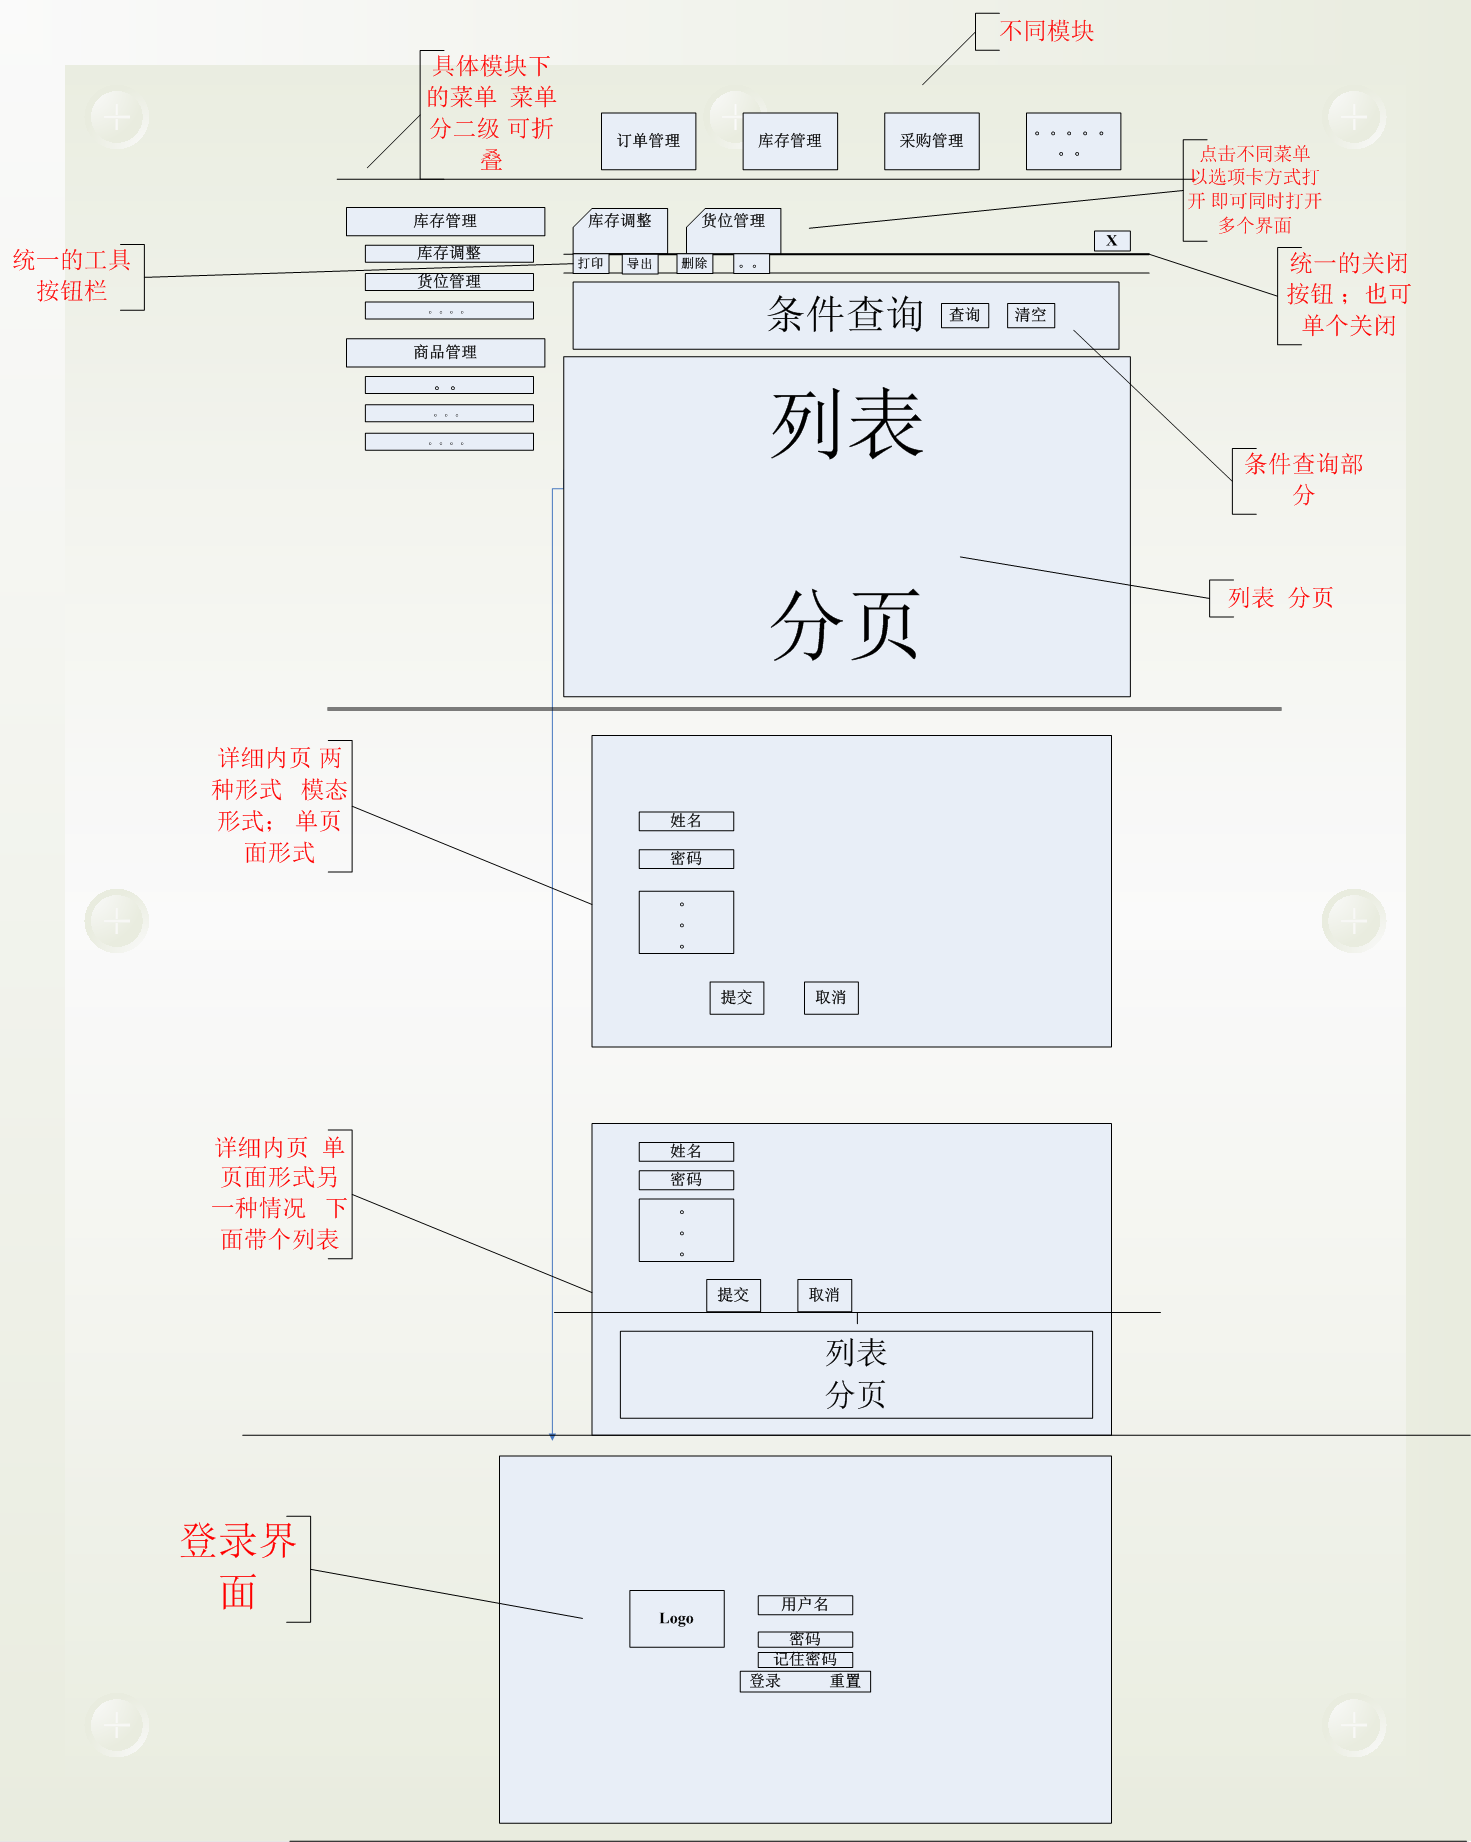 不同模块
具体模块下
的菜单 菜单
分二级 可折
叠
订单管理
库存管理
采购管理
。。。。。
。。
点击不同菜单
以选项卡方式打
开 即可同时打开
多个界面
库存管理
库存调整
货位管理
。。。。
商品管理
。。
。。。
。。。。
库存调整
货位管理
X
统一的工具
按钮栏
打印
导出
删除
。。
统一的关闭
按钮；也可
单个关闭
条件查询
查询
清空
列表
分页
条件查询部
分
列表 分页
详细内页 两
种形式 模态
形式； 单页
面形式
姓名
密码
。
。
。
提交
取消
详细内页 单
页面形式另
一种情况 下
面带个列表
姓名
密码
。
。
。
提交
取消
列表
分页
登录界
面
Logo
用户名
密码
记住密码
登录 重置